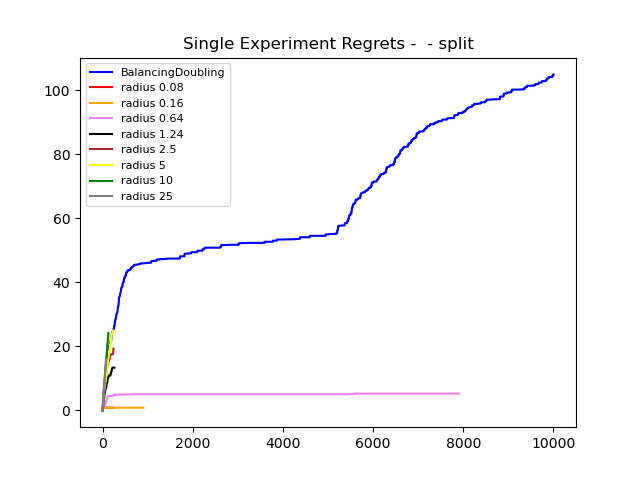 Single Experiment Regrets -  - split
BalancingDoubling
radius 0.08
radius 0.16
radius 0.64
radius 1.24
radius 2.5
radius 5
radius 10
radius 25
100
80
60
40
20
0
0 2000 4000 6000 8000 10000